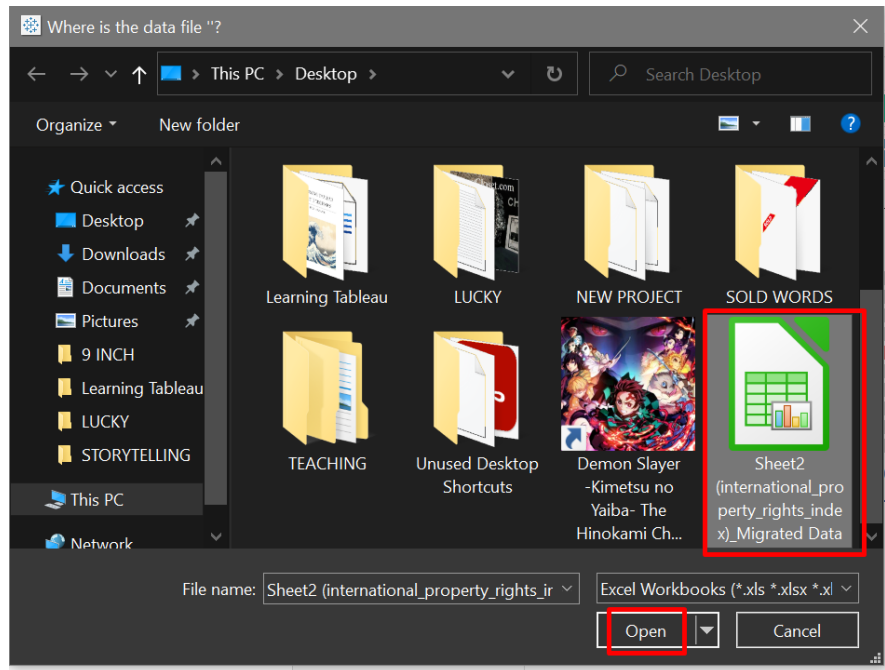 Where is the data file ''?
This PC > Desktop >
Search Desktop
Organize
New folder
?
Quick access
Desktop
Downloads
Documents
Pictures
9 INCH
Learning Tableau
LUCKY
STORYTELLING
This PC
Network
Learning Tableau
LUCKY
NEW PROJECT
SOLD WORDS
TEACHING
Unused Desktop
Shortcuts
Demon Slayer
-Kimetsu no
Yaiba- The
Hinokami Ch...
Sheet2
(international_pro
perty_rights_inde
x)_Migrated Data
File name:
Sheet2 (international_property_rights_ir
Excel Workbooks (*.xls *.xlsx *.xl
Open
Cancel